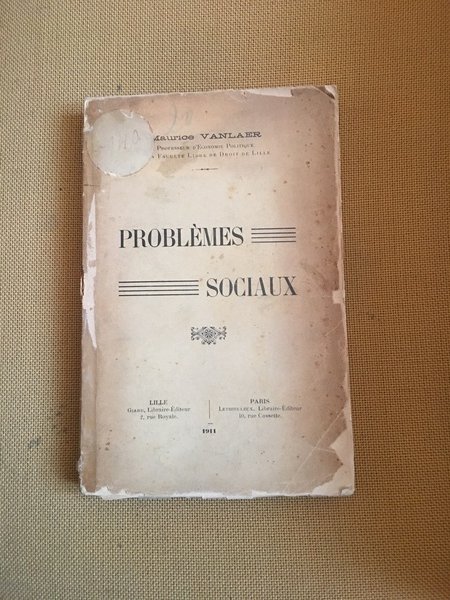 Maurice VANLAER
Professeur d'Économie Politique
Faculté Libre de Droit de Lille
PROBLÈMES
SOCIAUX
LILLE
Giard, Libraire-Éditeur
2, rue Royale.
PARIS
Lethielleux, Libraire-Éditeur
10, rue Cassette.
1911